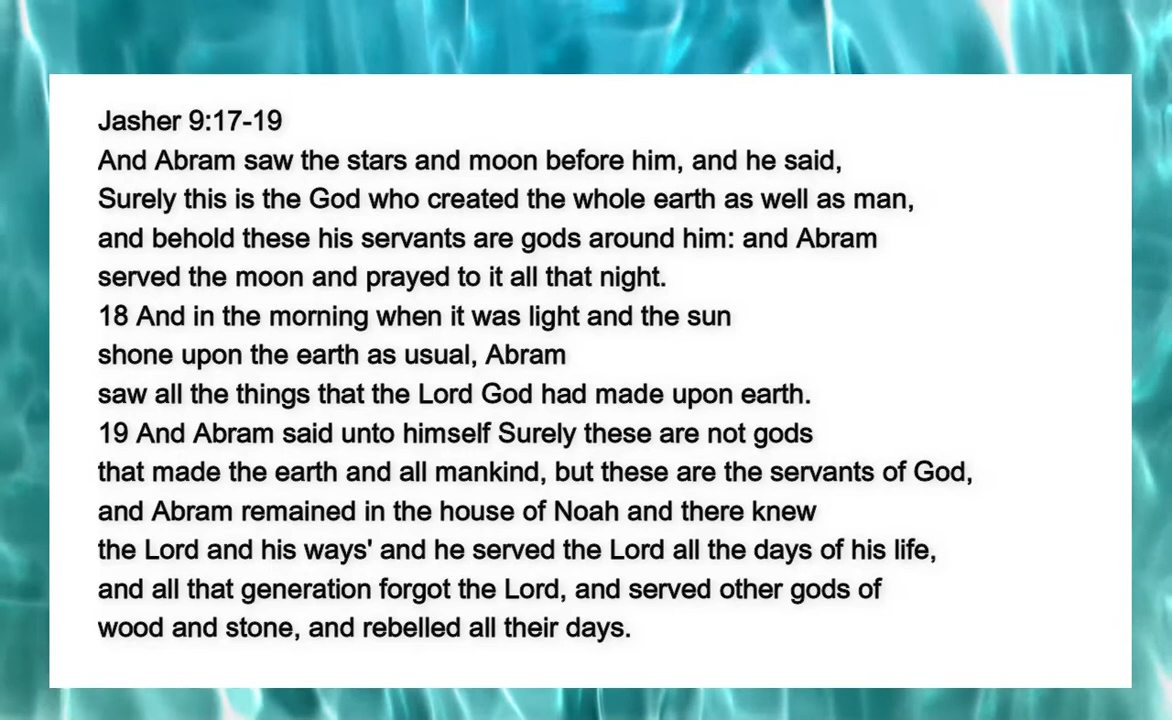 Jasher 9:17-19
And Abram saw the stars and moon before him, and he said,
Surely this is the God who created the whole earth as well as man,
and behold these his servants are gods around him: and Abram
served the moon and prayed to it all that night.
18 And in the morning when it was light and the sun
shone upon the earth as usual, Abram
saw all the things that the Lord God had made upon earth.
19 And Abram said unto himself Surely these are not gods
that made the earth and all mankind, but these are the servants of God,
and Abram remained in the house of Noah and there knew
the Lord and his ways' and he served the Lord all the days of his life,
and all that generation forgot the Lord, and served other gods of
wood and stone, and rebelled all their days.